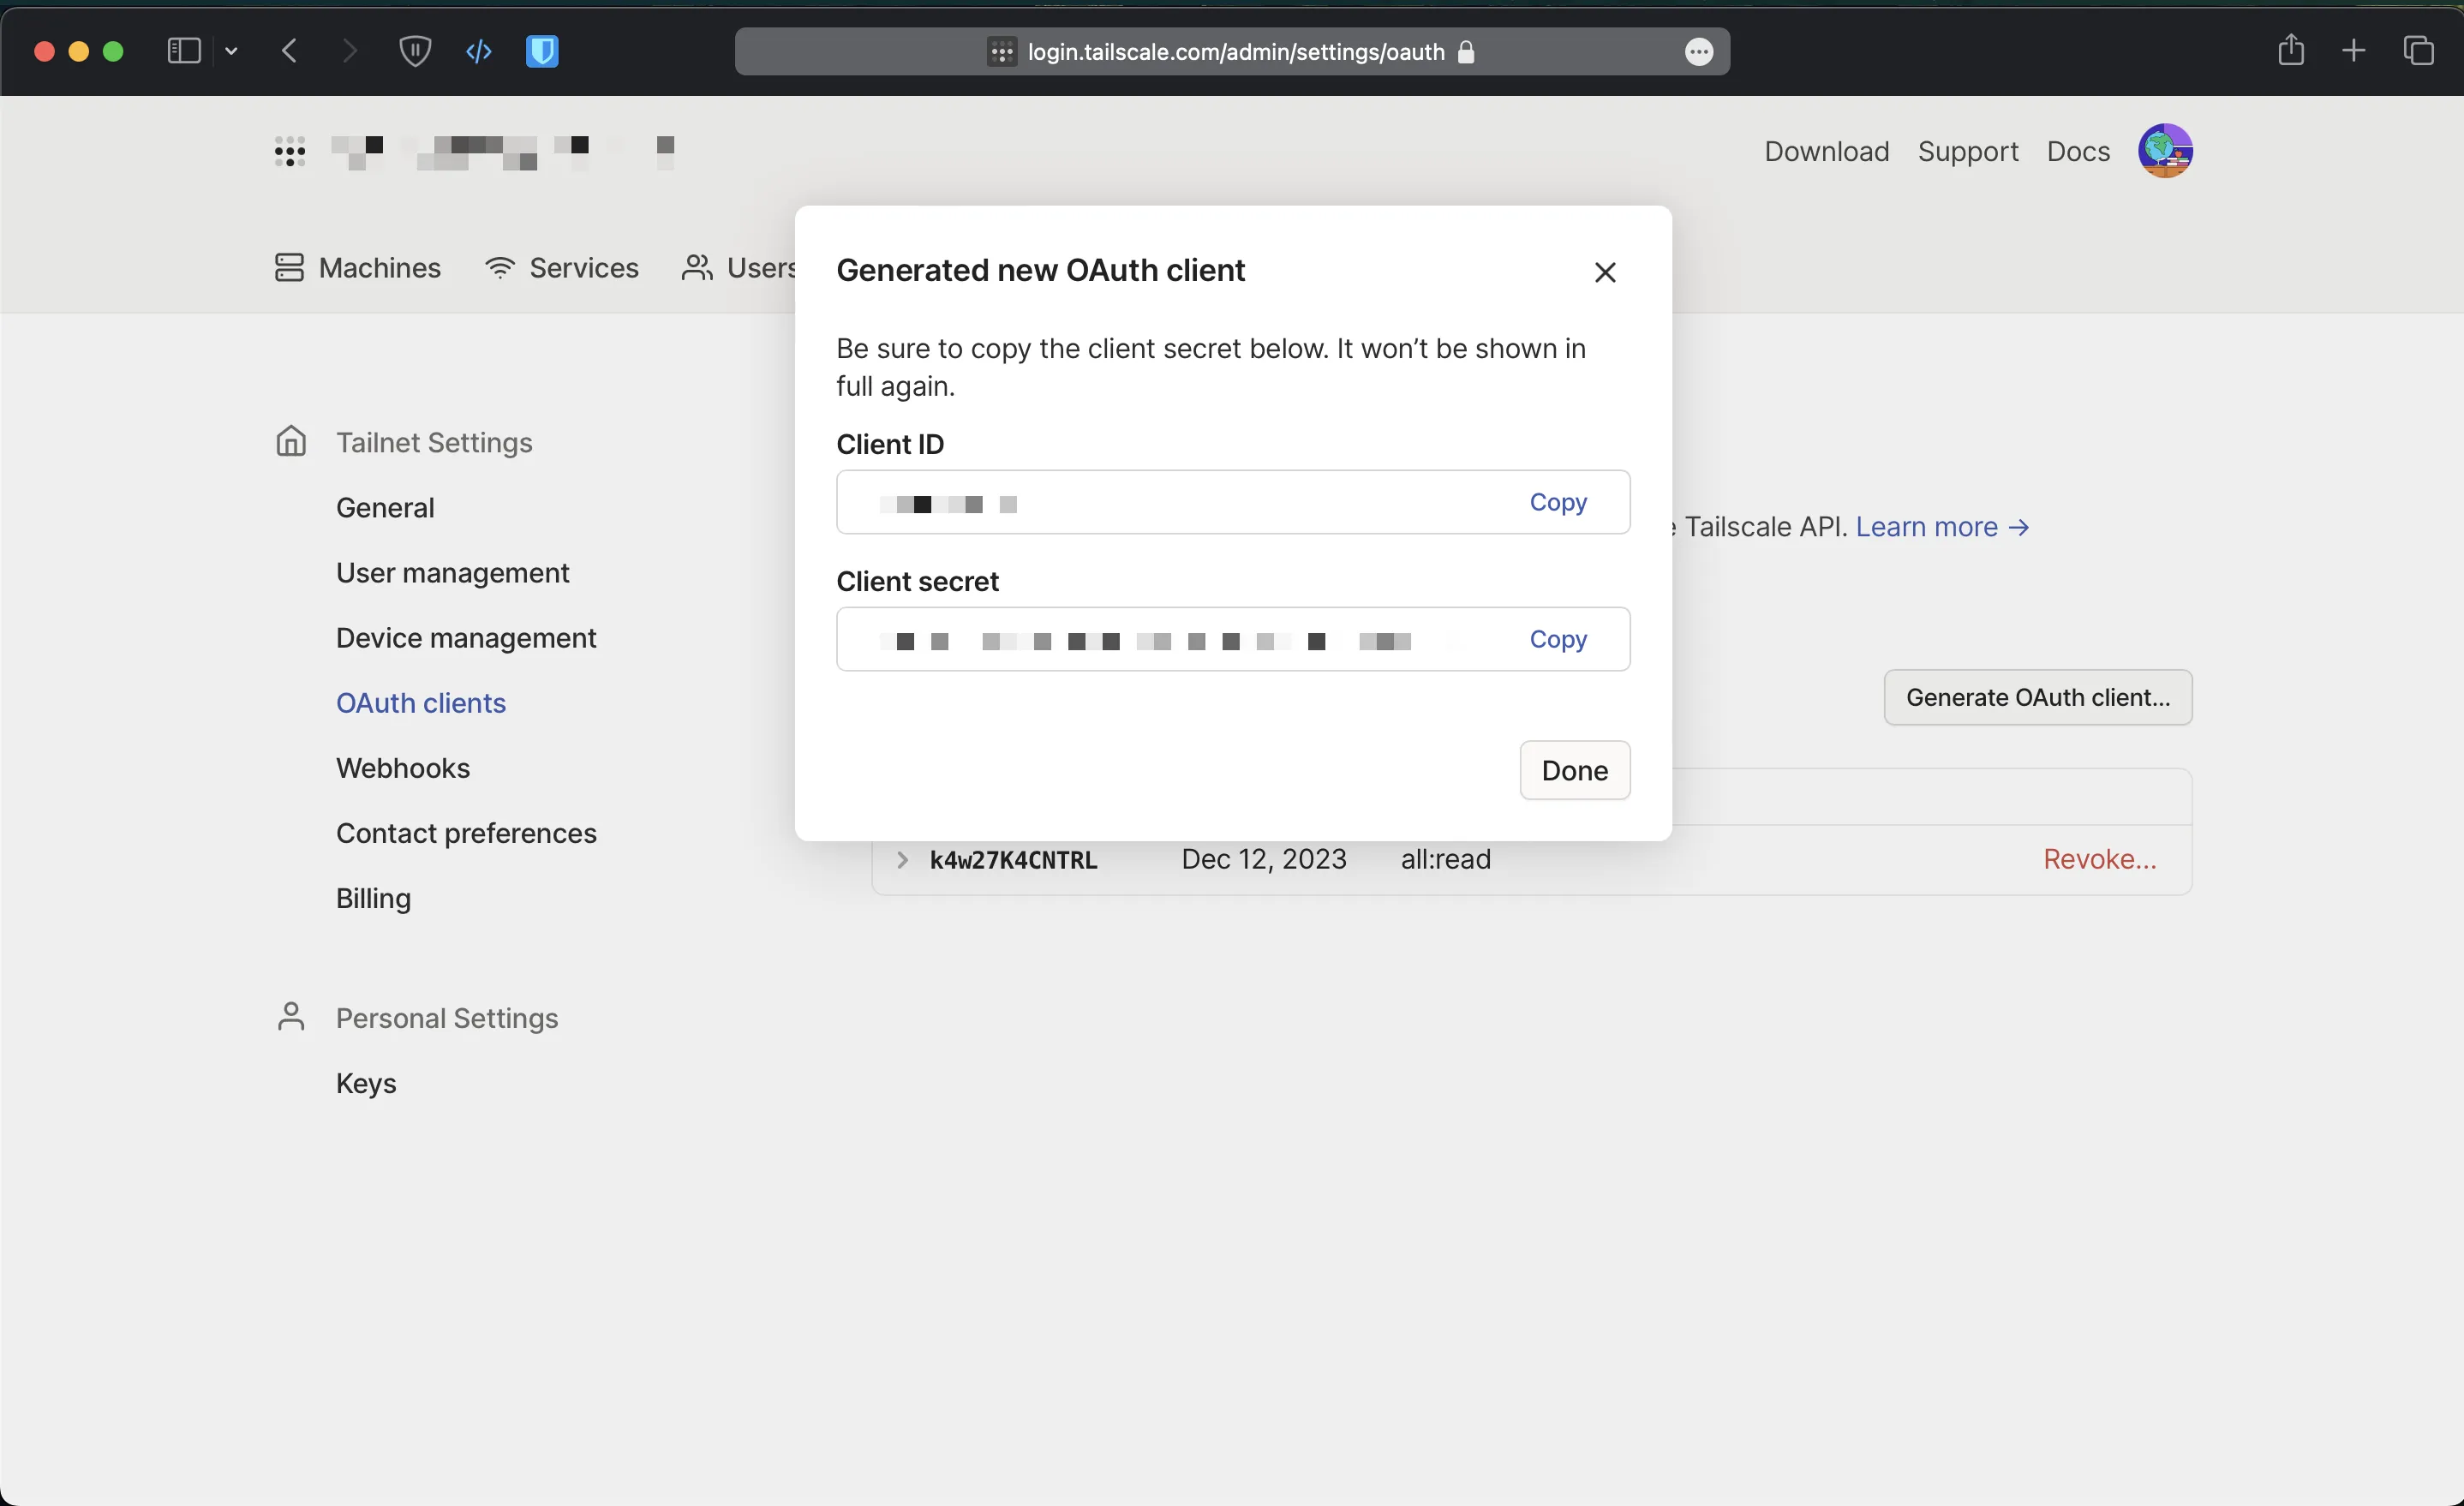 login.tailscale.com/admin/settings/oauth
Download Support Docs
Machines Services Users
Generated new OAuth client
Be sure to copy the client secret below. It won’t be shown in
full again.
Client ID
Copy
Client secret
Copy
Done
Tailnet Settings
General
User management
Device management
OAuth clients
Webhooks
Contact preferences
Billing
Personal Settings
Keys
Tailscale API. Learn more →
Generate OAuth client...
k4w27K4CNTRL Dec 12, 2023 all:read Revoke...